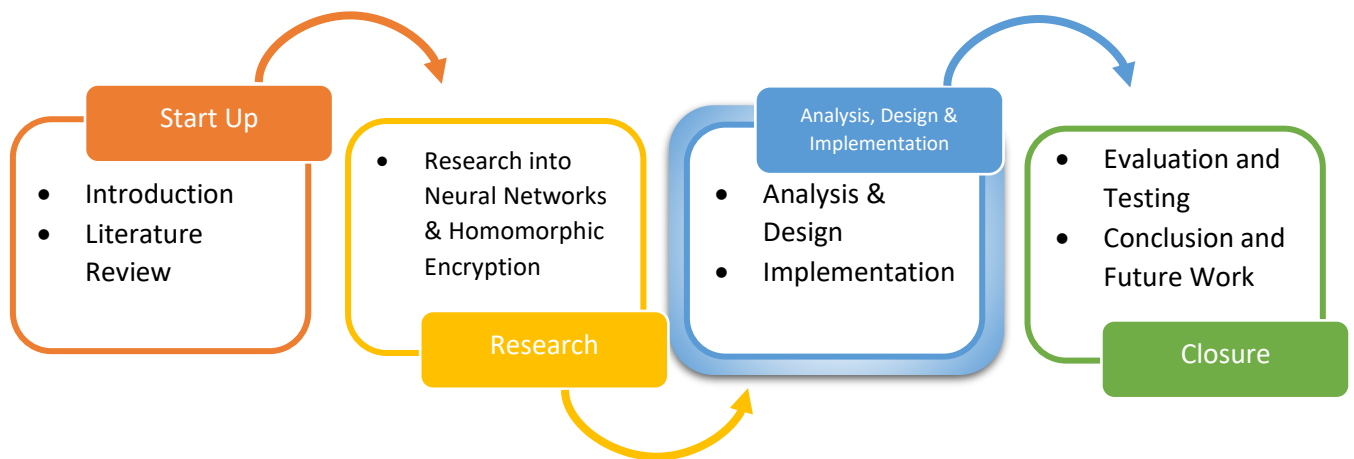 Start Up
• Introduction
• Literature
Review
• Research into
Neural Networks
& Homomorphic
Encryption
Research
Analysis, Design &
Implementation
• Analysis &
Design
• Implementation
• Evaluation and
Testing
• Conclusion and
Future Work
Closure